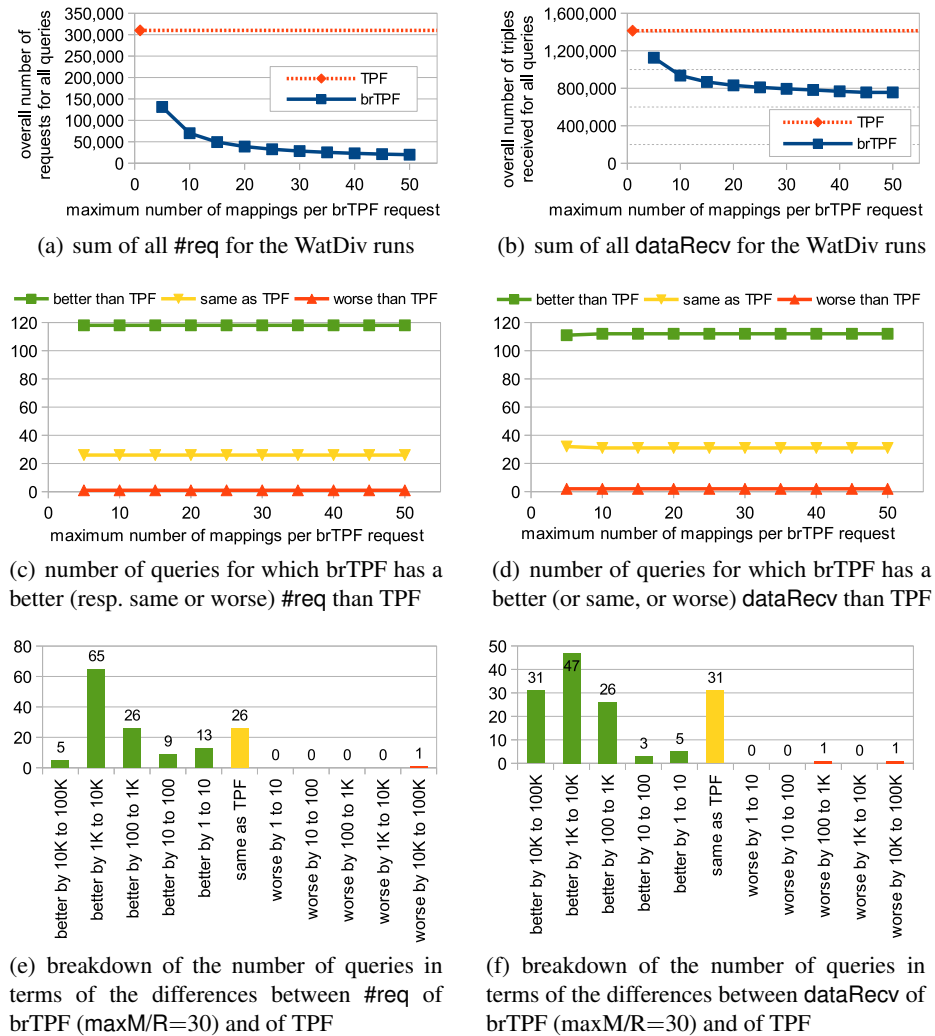 350,000
300,000
250,000
200,000
150,000
100,000
50,000
0
overall number of
requests for all queries
TPF
brTPF
0 10 20 30 40 50
maximum number of mappings per brTPF request
(a) sum of all #req for the WatDiv runs
1,600,000
1,200,000
800,000
400,000
0
overall number of triples
received for all queries
TPF
brTPF
0 10 20 30 40 50
maximum number of mappings per brTPF request
(b) sum of all dataRecv for the WatDiv runs
better than TPF same as TPF worse than TPF
120
100
80
60
40
20
0
0 10 20 30 40 50
maximum number of mappings per brTPF request
(c) number of queries for which brTPF has a
better (resp. same or worse) #req than TPF
better than TPF same as TPF worse than TPF
120
100
80
60
40
20
0
0 10 20 30 40 50
maximum number of mappings per brTPF request
(d) number of queries for which brTPF has a
better (or same, or worse) dataRecv than TPF
80
60
40
20
0
5 65 26 9 13 26 0 0 0 0 1
better by 10K to 100K
better by 1K to 10K
better by 100 to 1K
better by 10 to 100
better by 1 to 10
same as TPF
worse by 1 to 10
worse by 10 to 100
worse by 100 to 1K
worse by 1K to 10K
worse by 10K to 100K
(e) breakdown of the number of queries in
terms of the differences between #req of
brTPF (maxM/R=30) and of TPF
50
40
30
20
10
0
31 47 26 3 5 31 0 0 1 0 1
better by 10K to 100K
better by 1K to 10K
better by 100 to 1K
better by 10 to 100
better by 1 to 10
same as TPF
worse by 1 to 10
worse by 10 to 100
worse by 100 to 1K
worse by 1K to 10K
worse by 10K to 100K
(f) breakdown of the number of queries in
terms of the differences between dataRecv of
brTPF (maxM/R=30) and of TPF